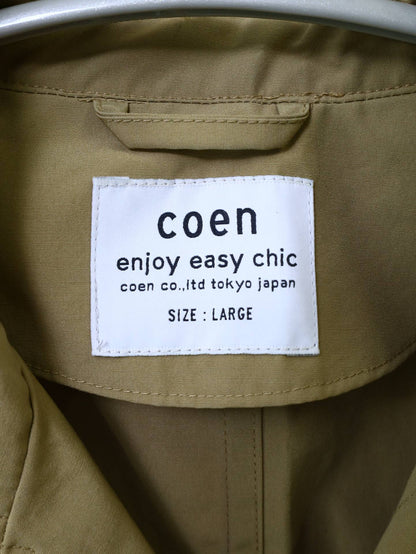 coen
enjoy easy chic
coen co.,ltd tokyo japan
SIZE : LARGE